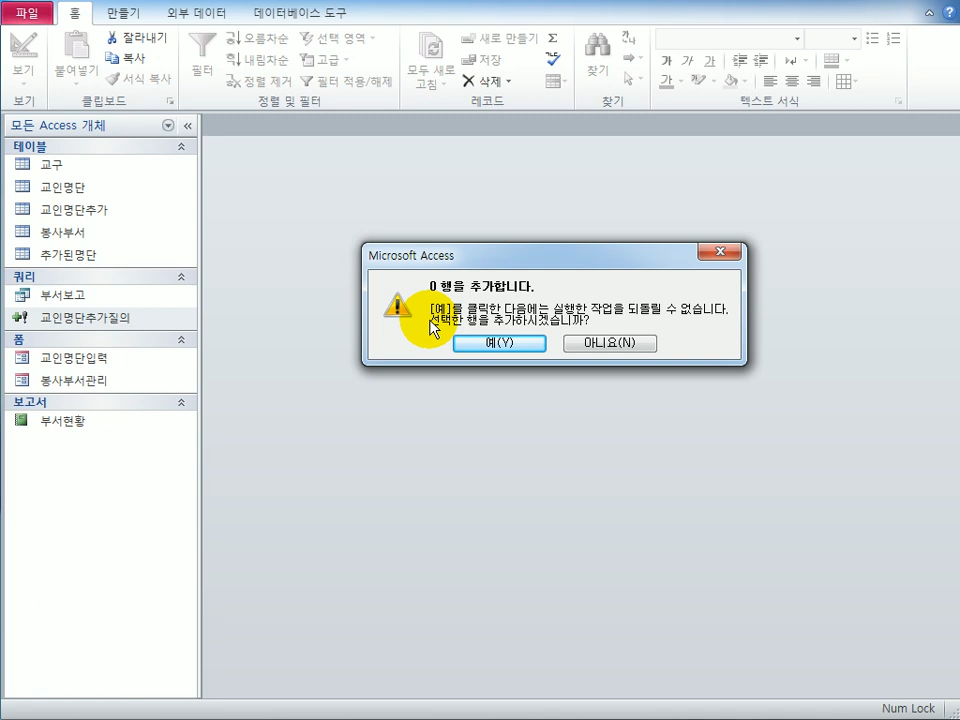 파일 홈 만들기 외부 데이터 데이터베이스 도구
보기
보기
붙여넣기
잘라내기
복사
서식 복사
클립보드
필터
오름차순
내림차순
정렬 제거
선택 영역
고급
필터 적용/해제
정렬 및 필터
모두 새로
고침
새로 만들기
저장
삭제
레코드
찾기
찾기
가 가 가
가
텍스트 서식
모든 Access 개체
테이블
교구
교인명단
교인명단추가
봉사부서
추가된명단
쿼리
부서보고
교인명단추가질의
폼
교인명단입력
봉사부서관리
보고서
부서현황
Microsoft Access
0 행을 추가합니다.
[예]를 클릭한 다음에는 실행한 작업을 되돌릴 수 없습니다.
선택한 행을 추가하시겠습니까?
예(Y) 아니요(N)
Num Lock